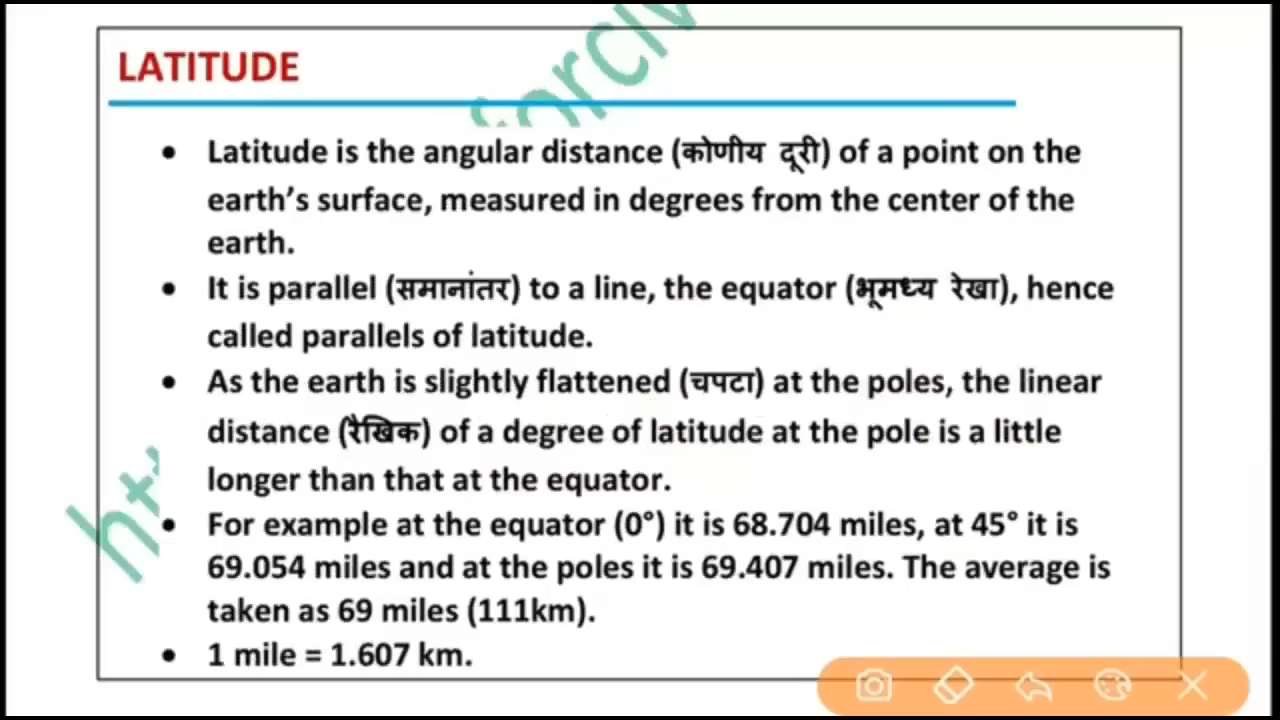 LATITUDE
• Latitude is the angular distance (कोणीय दूरी) of a point on the
earth’s surface, measured in degrees from the center of the
earth.
• It is parallel (समानांतर) to a line, the equator (भूमध्य रेखा), hence
called parallels of latitude.
• As the earth is slightly flattened (चपटा) at the poles, the linear
distance (रैखिक) of a degree of latitude at the pole is a little
longer than that at the equator.
• For example at the equator (0°) it is 68.704 miles, at 45° it is
69.054 miles and at the poles it is 69.407 miles. The average is
taken as 69 miles (111km).
• 1 mile = 1.607 km.